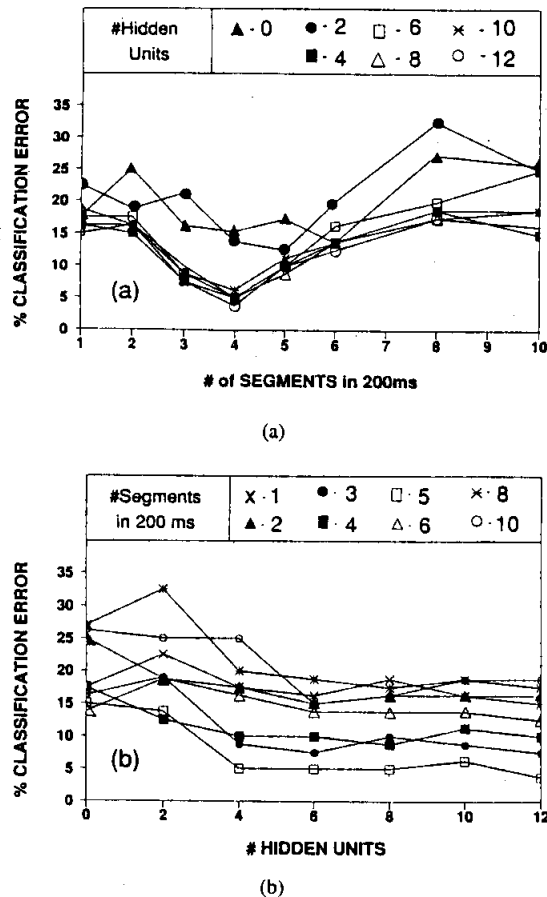 #Hidden Units ▲ - 0 ● - 2 □ - 6 ✳ - 10
■ - 4 △ - 8 ○ - 12
% CLASSIFICATION ERROR
35
30
25
20
15
10
5
0
(a)
1 2 3 4 5 6 7 8 9 10
# of SEGMENTS in 200ms
(a)
#Segments in 200 ms X - 1 ● - 3 □ - 5 ✳ - 8
▲ - 2 ■ - 4 △ - 6 ○ - 10
% CLASSIFICATION ERROR
35
30
25
20
15
10
5
0
(b)
0 2 4 6 8 10 12
# HIDDEN UNITS
(b)